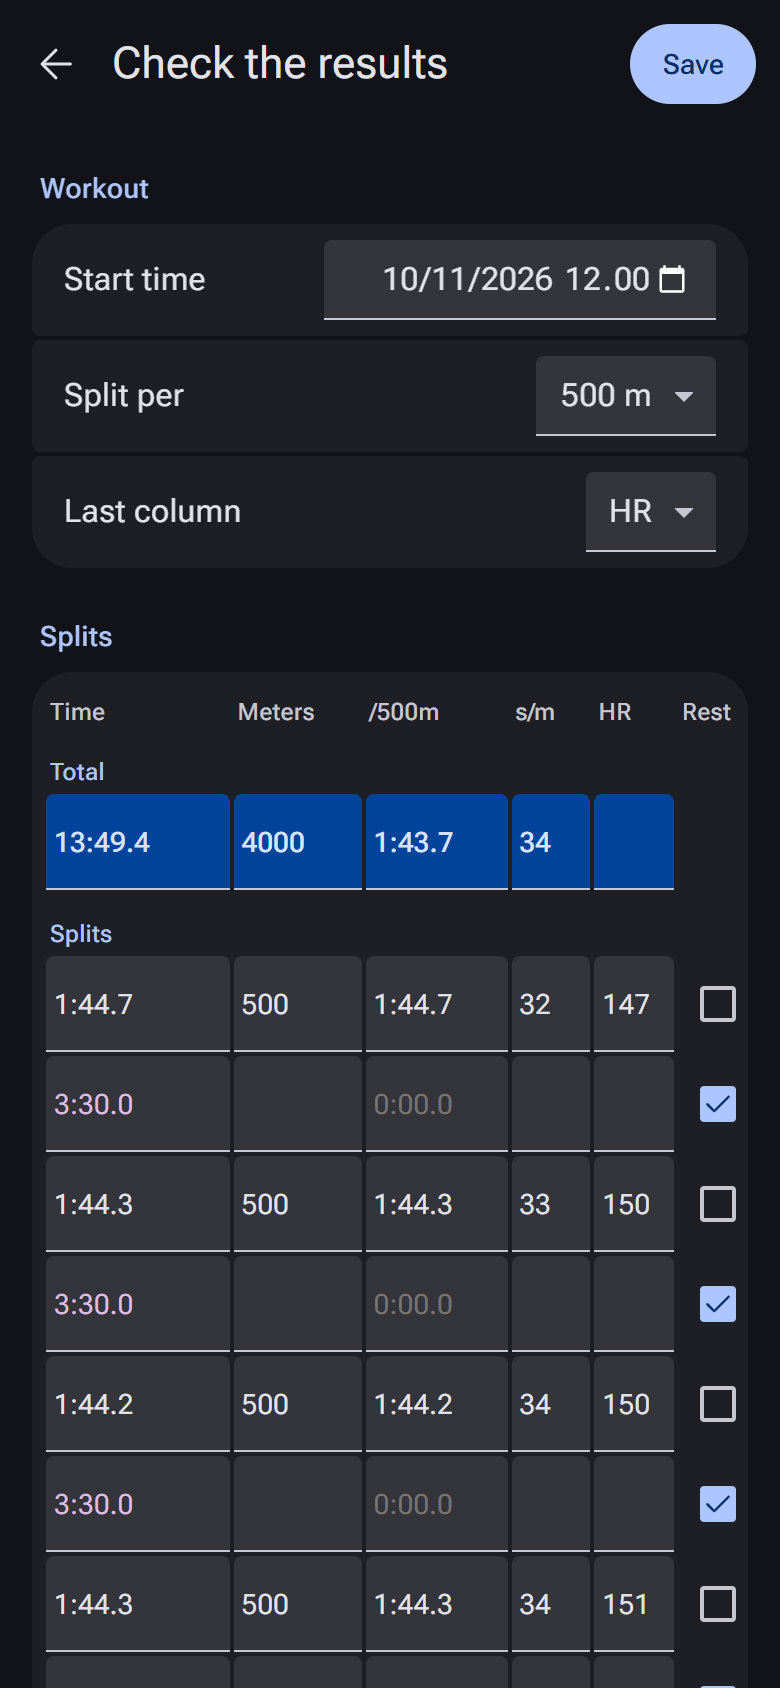 Check the results
Save
Workout
Start time 10/11/2026 12.00
Split per 500 m
Last column HR
Splits
Time Meters /500m s/m HR Rest
Total
13:49.4 4000 1:43.7 34
Splits
1:44.7 500 1:44.7 32 147
3:30.0 0:00.0
1:44.3 500 1:44.3 33 150
3:30.0 0:00.0
1:44.2 500 1:44.2 34 150
3:30.0 0:00.0
1:44.3 500 1:44.3 34 151